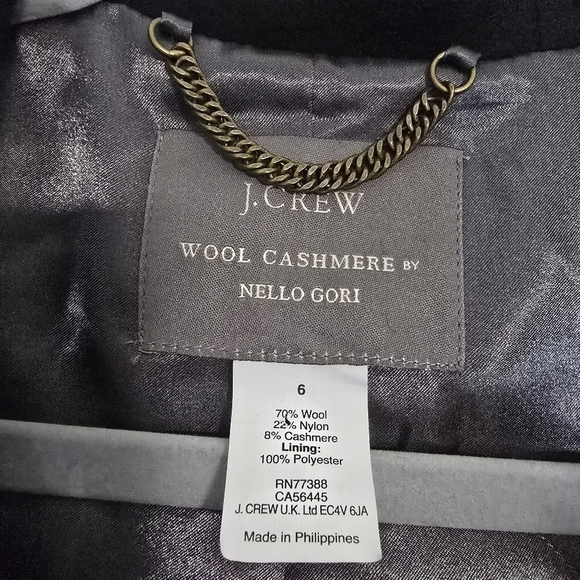 J.CREW
WOOL CASHMERE BY
NELLO GORI
6
70% Wool
22% Nylon
8% Cashmere
Lining:
100% Polyester
RN77388
CA56445
J. CREW U.K. Ltd EC4V 6JA
Made in Philippines